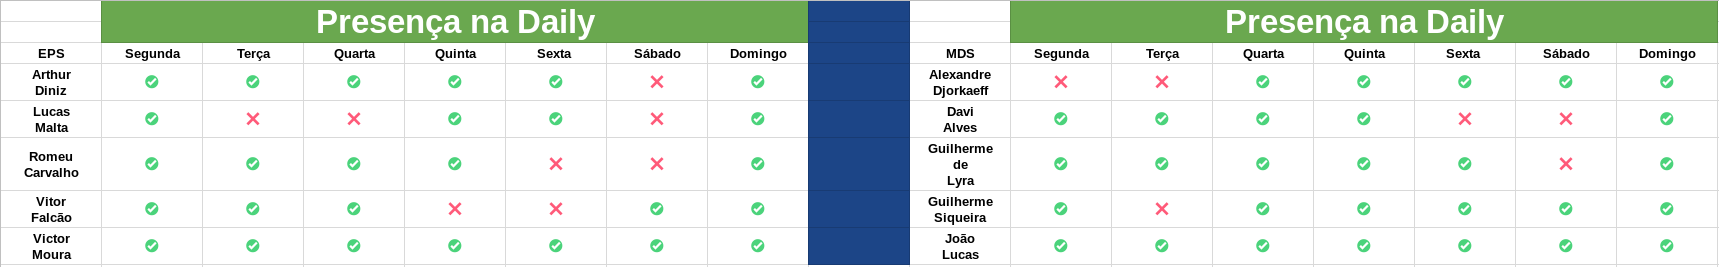 Presença na Daily Presença na Daily
EPS Segunda Terça Quarta Quinta Sexta Sábado Domingo MDS Segunda Terça Quarta Quinta Sexta Sábado Domingo
Arthur
Diniz
Lucas
Malta
Romeu
Carvalho
Vitor
Falcão
Victor
Moura
Alexandre
Djorkaeff
Davi
Alves
Guilherme
de
Lyra
Guilherme
Siqueira
João
Lucas